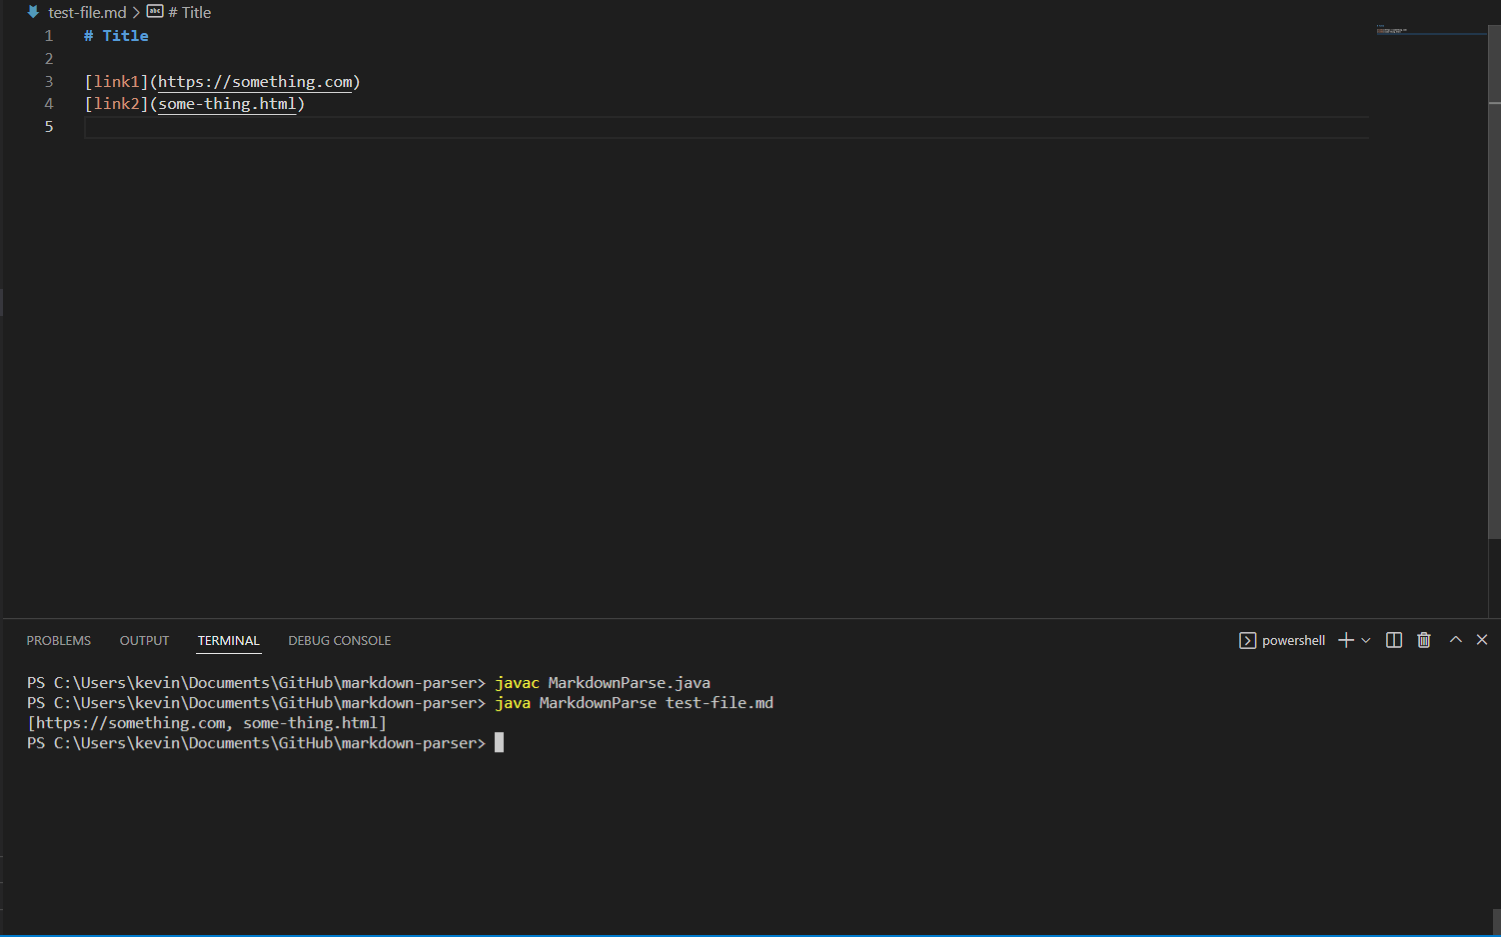 test-file.md > abc # Title
1 # Title
2
3 [link1](https://something.com)
4 [link2](some-thing.html)
5
PROBLEMS OUTPUT TERMINAL DEBUG CONSOLE powershell
PS C:\Users\kevin\Documents\GitHub\markdown-parser> javac MarkdownParse.java
PS C:\Users\kevin\Documents\GitHub\markdown-parser> java MarkdownParse test-file.md
[https://something.com, some-thing.html]
PS C:\Users\kevin\Documents\GitHub\markdown-parser>